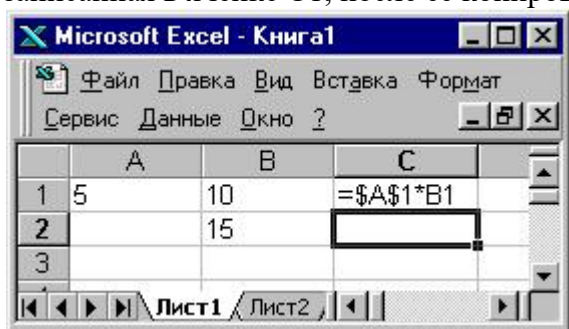 Microsoft Excel - Книга1
Файл Правка Вид Вставка Формат
Сервис Данные Окно ?
A B C
1 5 10 =$A$1*B1
2 15
3
Лист1 Лист2